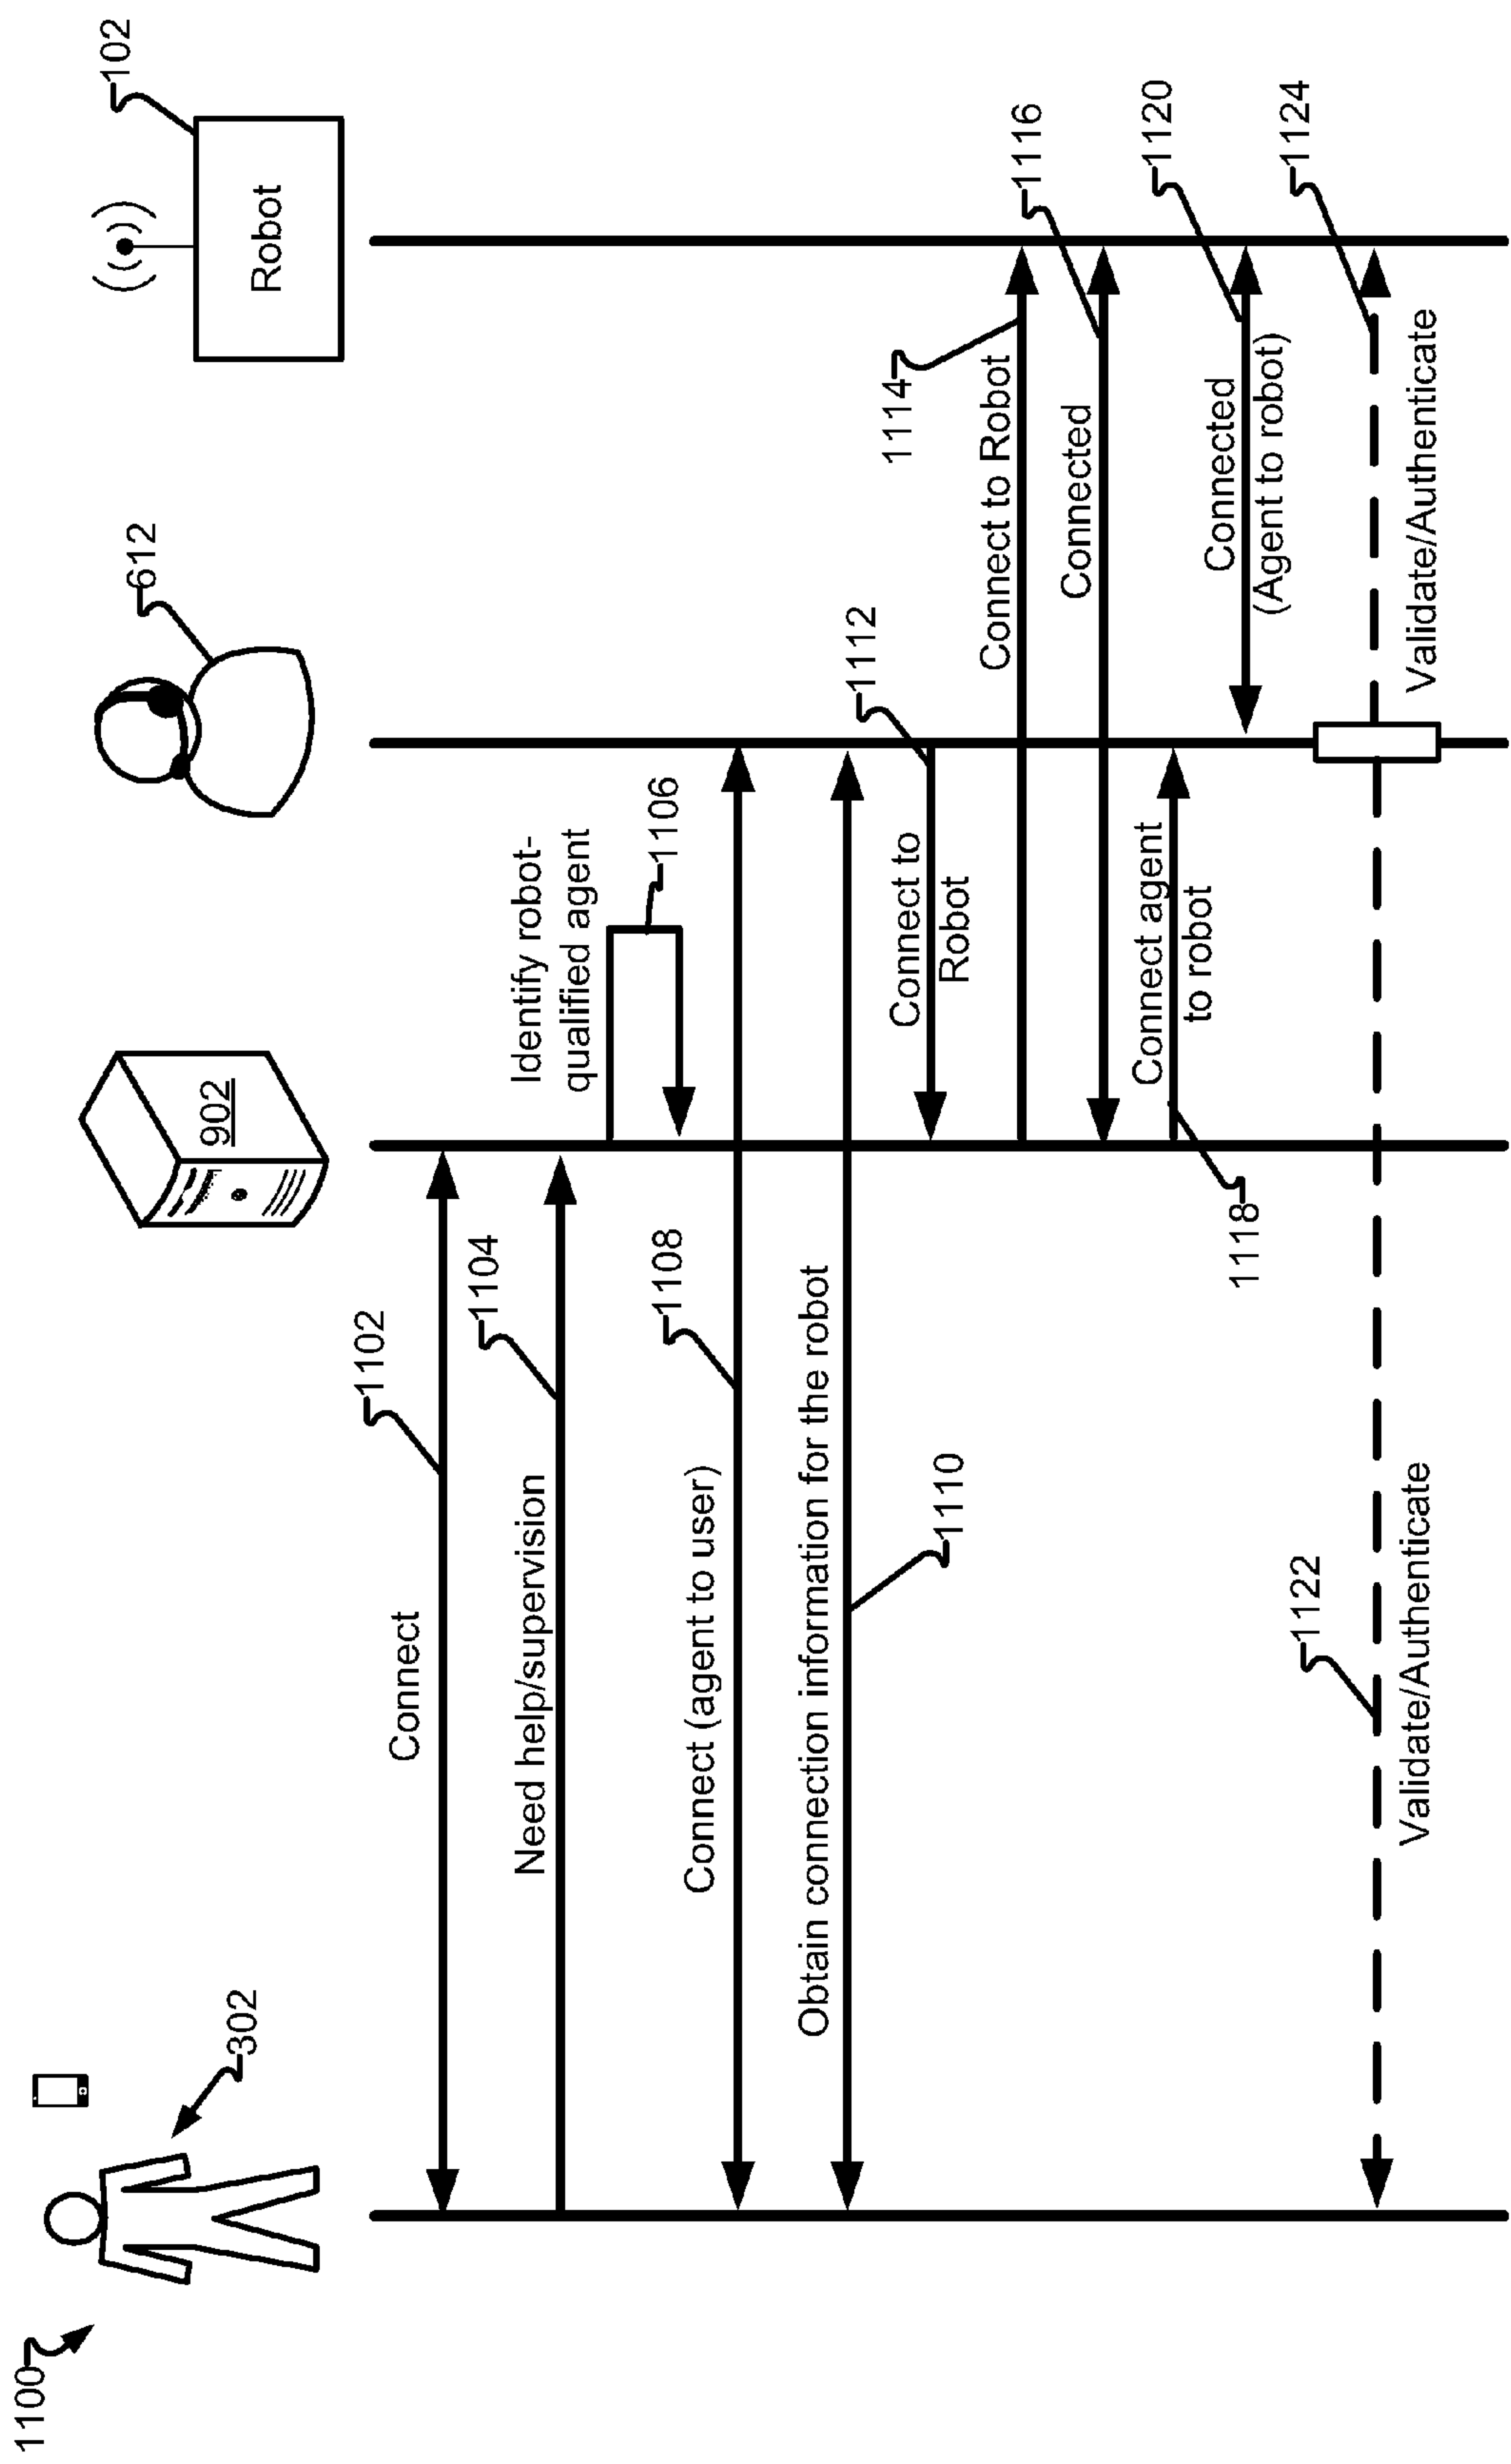 1100
302
902
612
102
Robot
1102
Connect
1104
Need help/supervision
Identify robot-
qualified agent
1106
1108
Connect (agent to user)
Obtain connection information for the robot
1110
1112
Connect to
Robot
1114
Connect to Robot
1116
Connected
Connect agent
to robot
1118
1120
Connected
(Agent to robot)
1122
Validate/Authenticate
1124
Validate/Authenticate